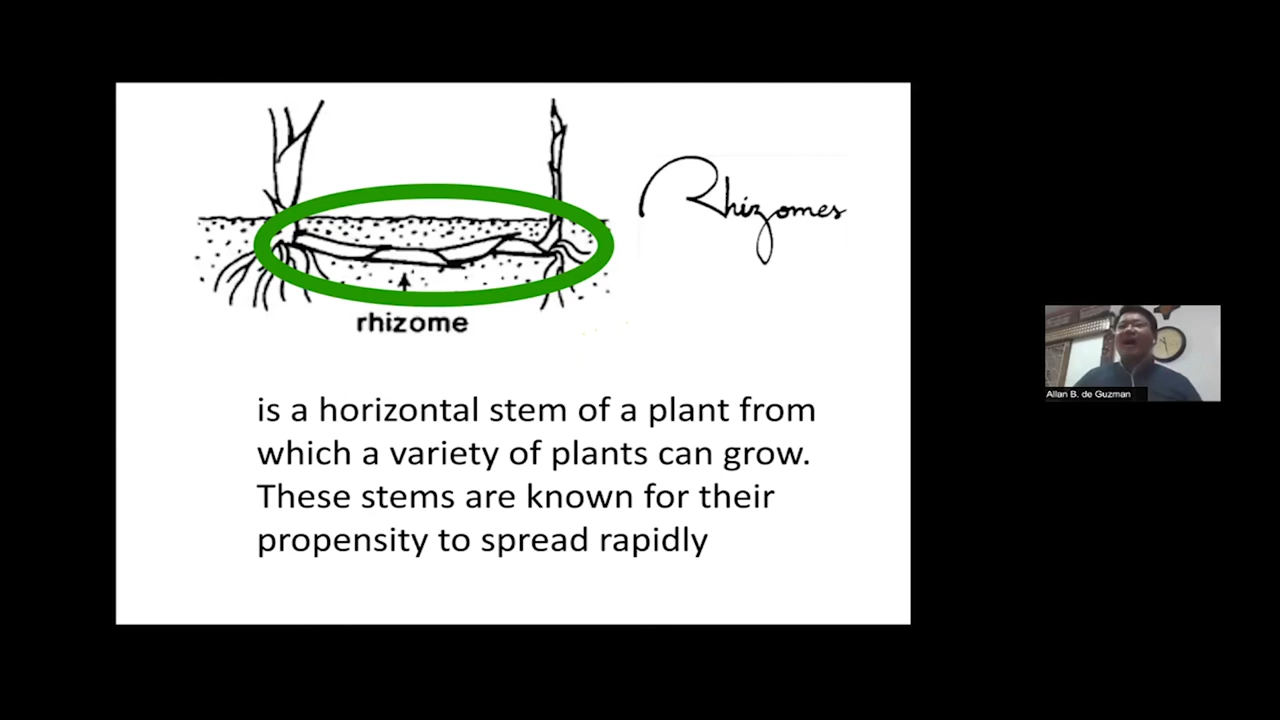 Rhizomes
rhizome
is a horizontal stem of a plant from
which a variety of plants can grow.
These stems are known for their
propensity to spread rapidly
Allan B. de Guzman